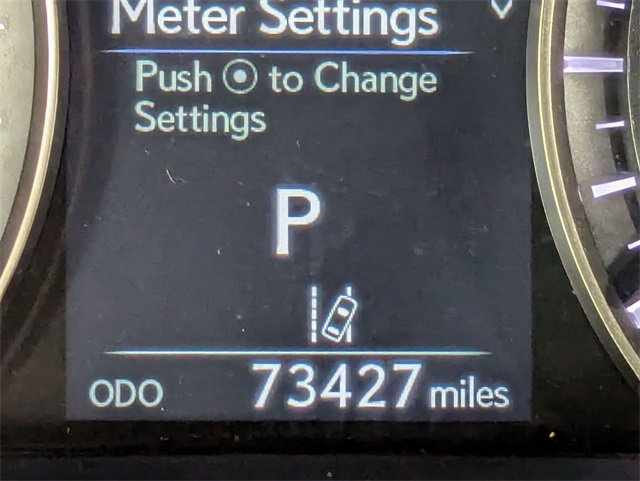 Meter Settings
Push to Change
Settings
P
ODO 73427 miles